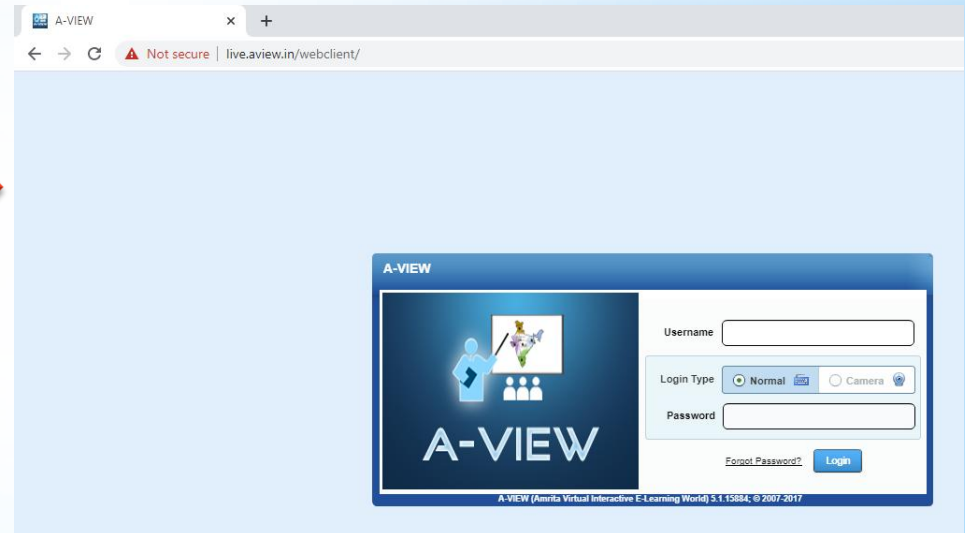 A-VIEW
Not secure | live.aview.in/webclient/
A-VIEW
Username
Login Type Normal Camera
Password
A-VIEW
Forgot Password? Login
A-VIEW (Amrita Virtual Interactive E-Learning World) 5.1.15884; © 2007-2017